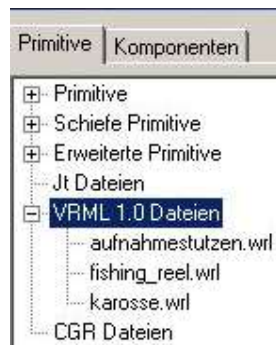 Primitive Komponenten
Primitive
Schiefe Primitive
Erweiterte Primitive
Jt Dateien
VRML 1.0 Dateien
aufnahmestutzen.wrl
fishing_reel.wrl
karosse.wrl
CGR Dateien